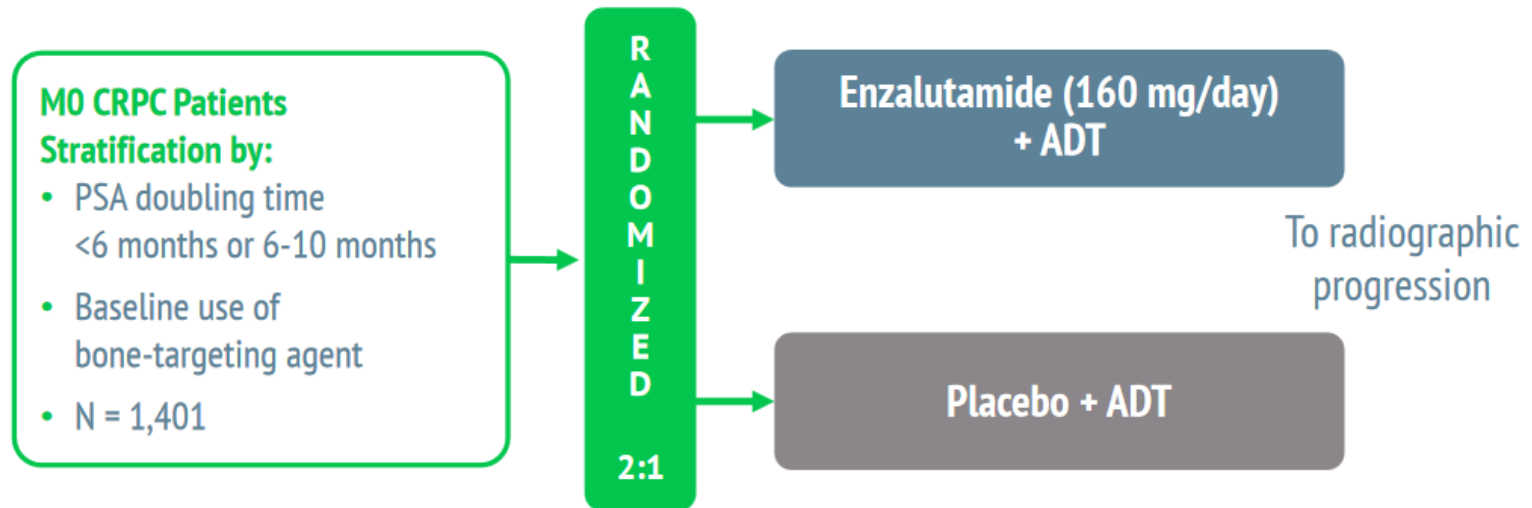 M0 CRPC Patients
Stratification by:
• PSA doubling time
<6 months or 6-10 months
• Baseline use of
bone-targeting agent
• N = 1,401
R
A
N
D
O
M
I
Z
E
D
2:1
Enzalutamide (160 mg/day)
+ ADT
Placebo + ADT
To radiographic
progression